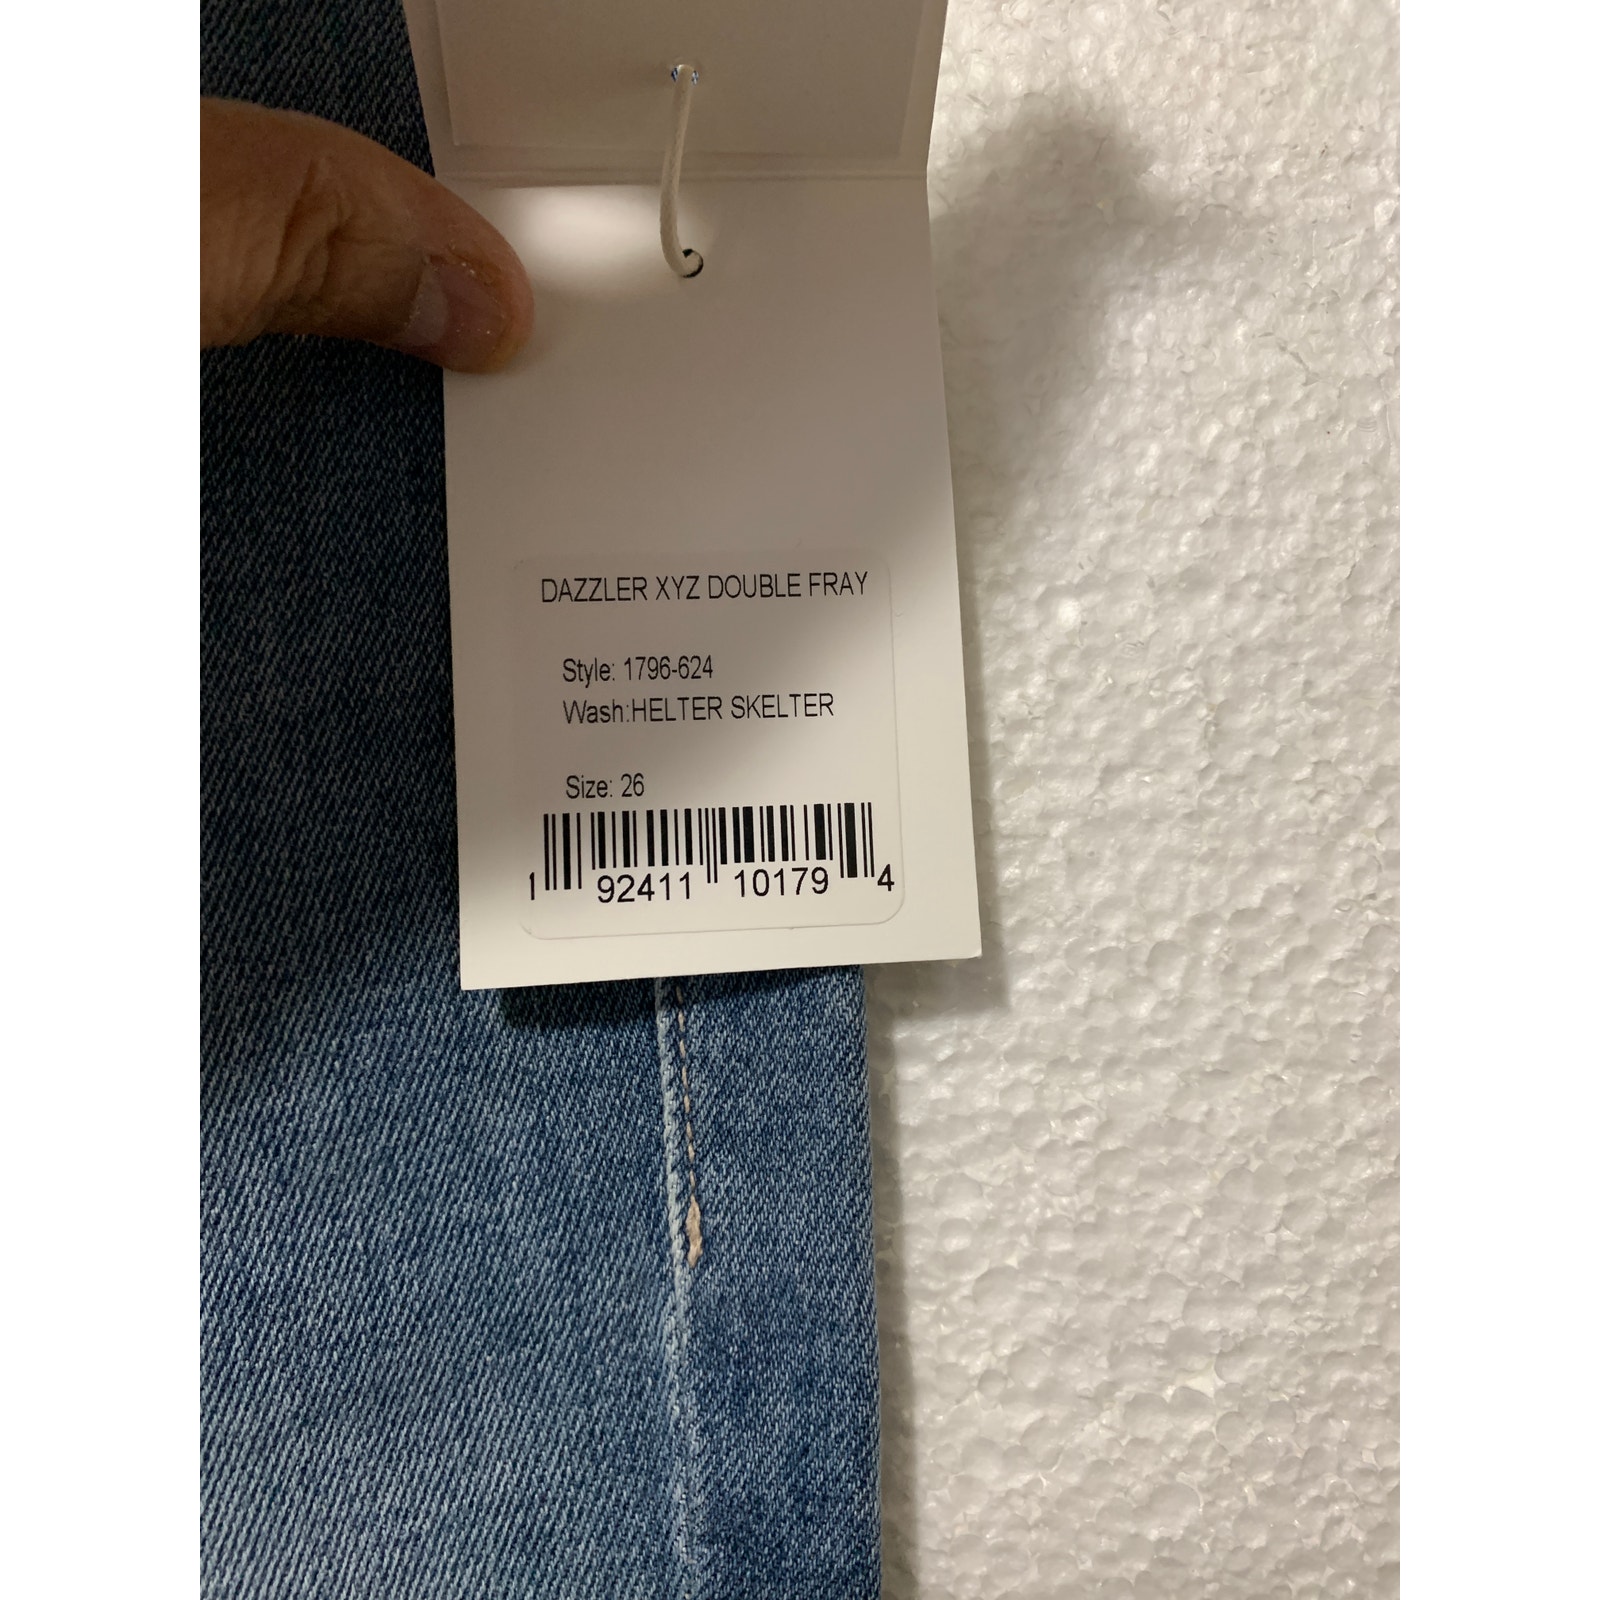 DAZZLER XYZ DOUBLE FRAY
Style: 1796-624
Wash:HELTER SKELTER
Size: 26
1 92411 10179 4